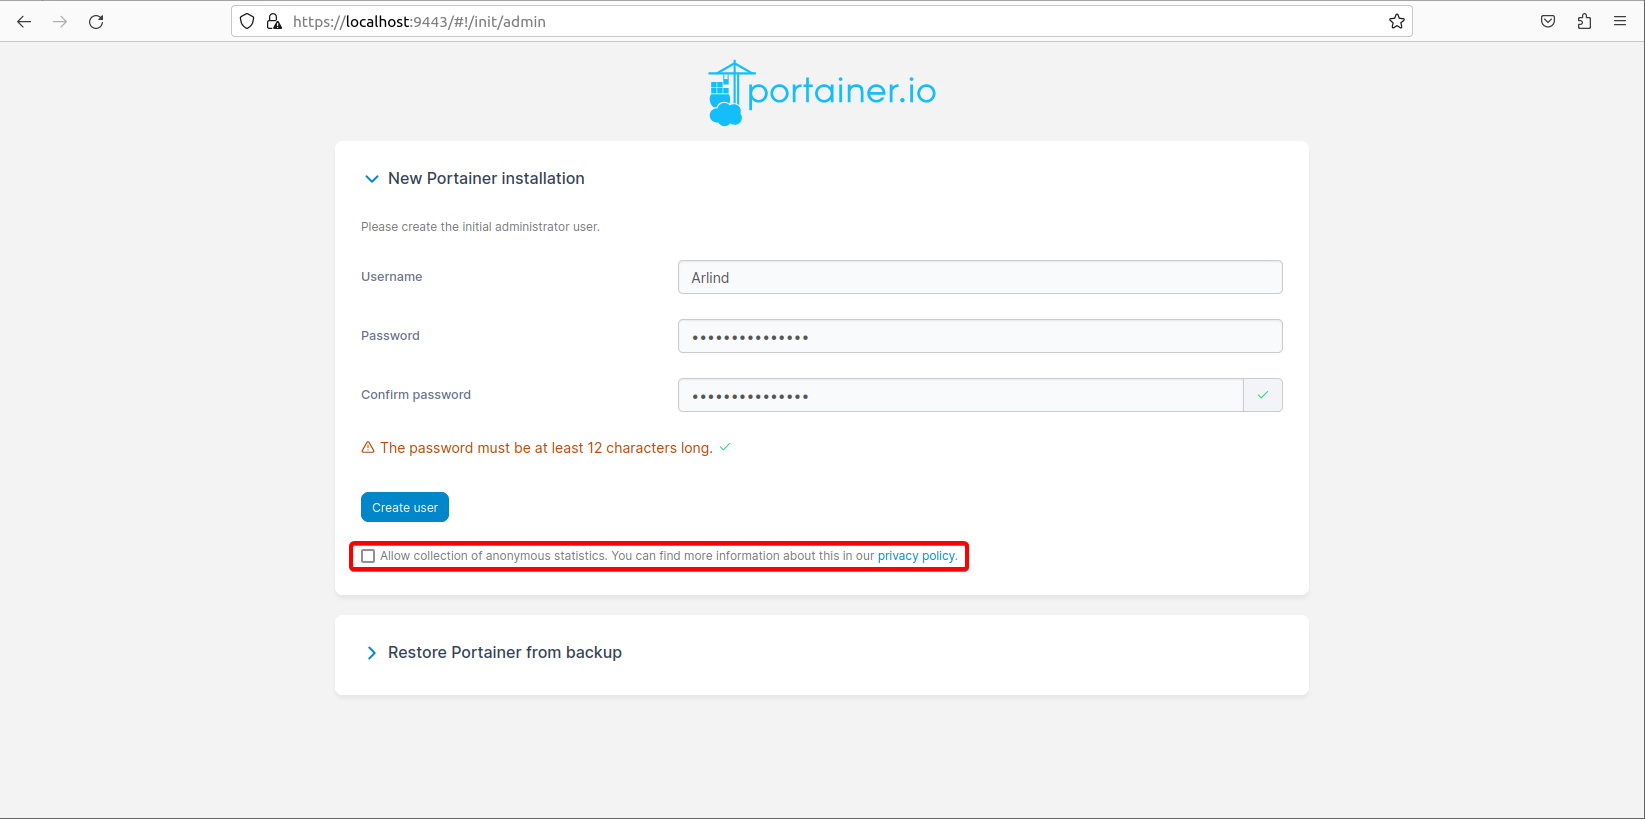 https://localhost:9443/#!/init/admin
portainer.io
New Portainer installation
Please create the initial administrator user.
Username
Arlind
Password
•••••••••••••••
Confirm password
•••••••••••••••
The password must be at least 12 characters long.
Create user
Allow collection of anonymous statistics. You can find more information about this in our privacy policy.
Restore Portainer from backup